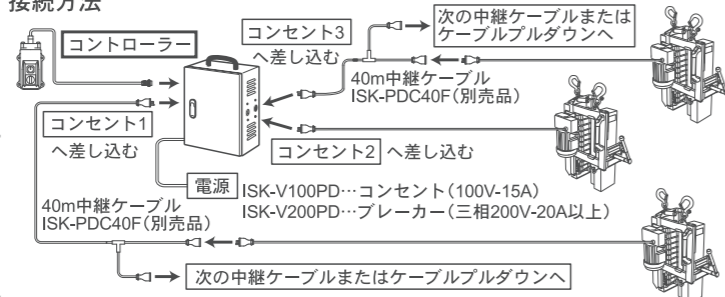 接続方法
コントローラー
コンセント3
へ差し込む
次の中継ケーブルまたは
ケーブルプルダウンへ
40m中継ケーブル
ISK-PDC40F(別売品)
コンセント1
へ差し込む
コンセント2 へ差し込む
電源 ISK-V100PD…コンセント(100V-15A)
ISK-V200PD…ブレーカー(三相200V-20A以上)
40m中継ケーブル
ISK-PDC40F(別売品)
次の中継ケーブルまたはケーブルプルダウンへ